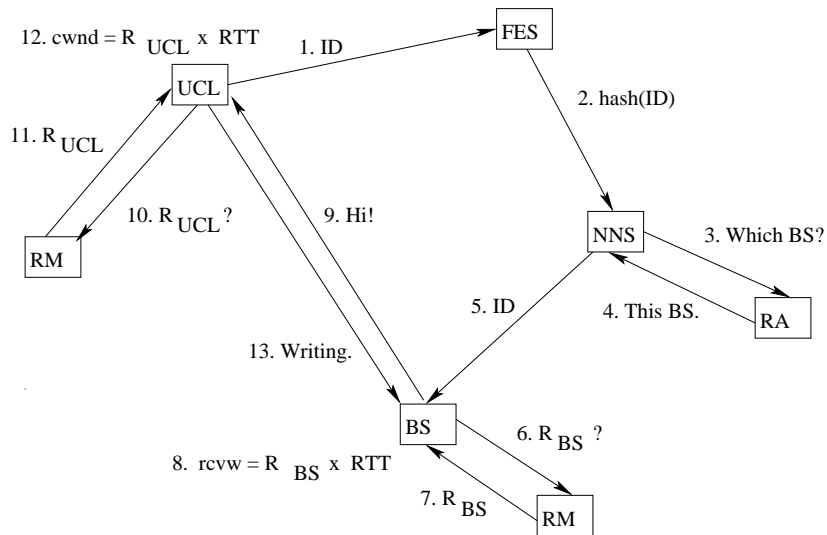 12. cwnd = R UCL x RTT
1. ID
FES
UCL
2. hash(ID)
11. R UCL
10. R UCL ?
9. Hi!
NNS
3. Which BS?
RM
5. ID
4. This BS.
RA
13. Writing.
BS
6. R BS ?
8. rcvw = R BS x RTT
7. R BS
RM